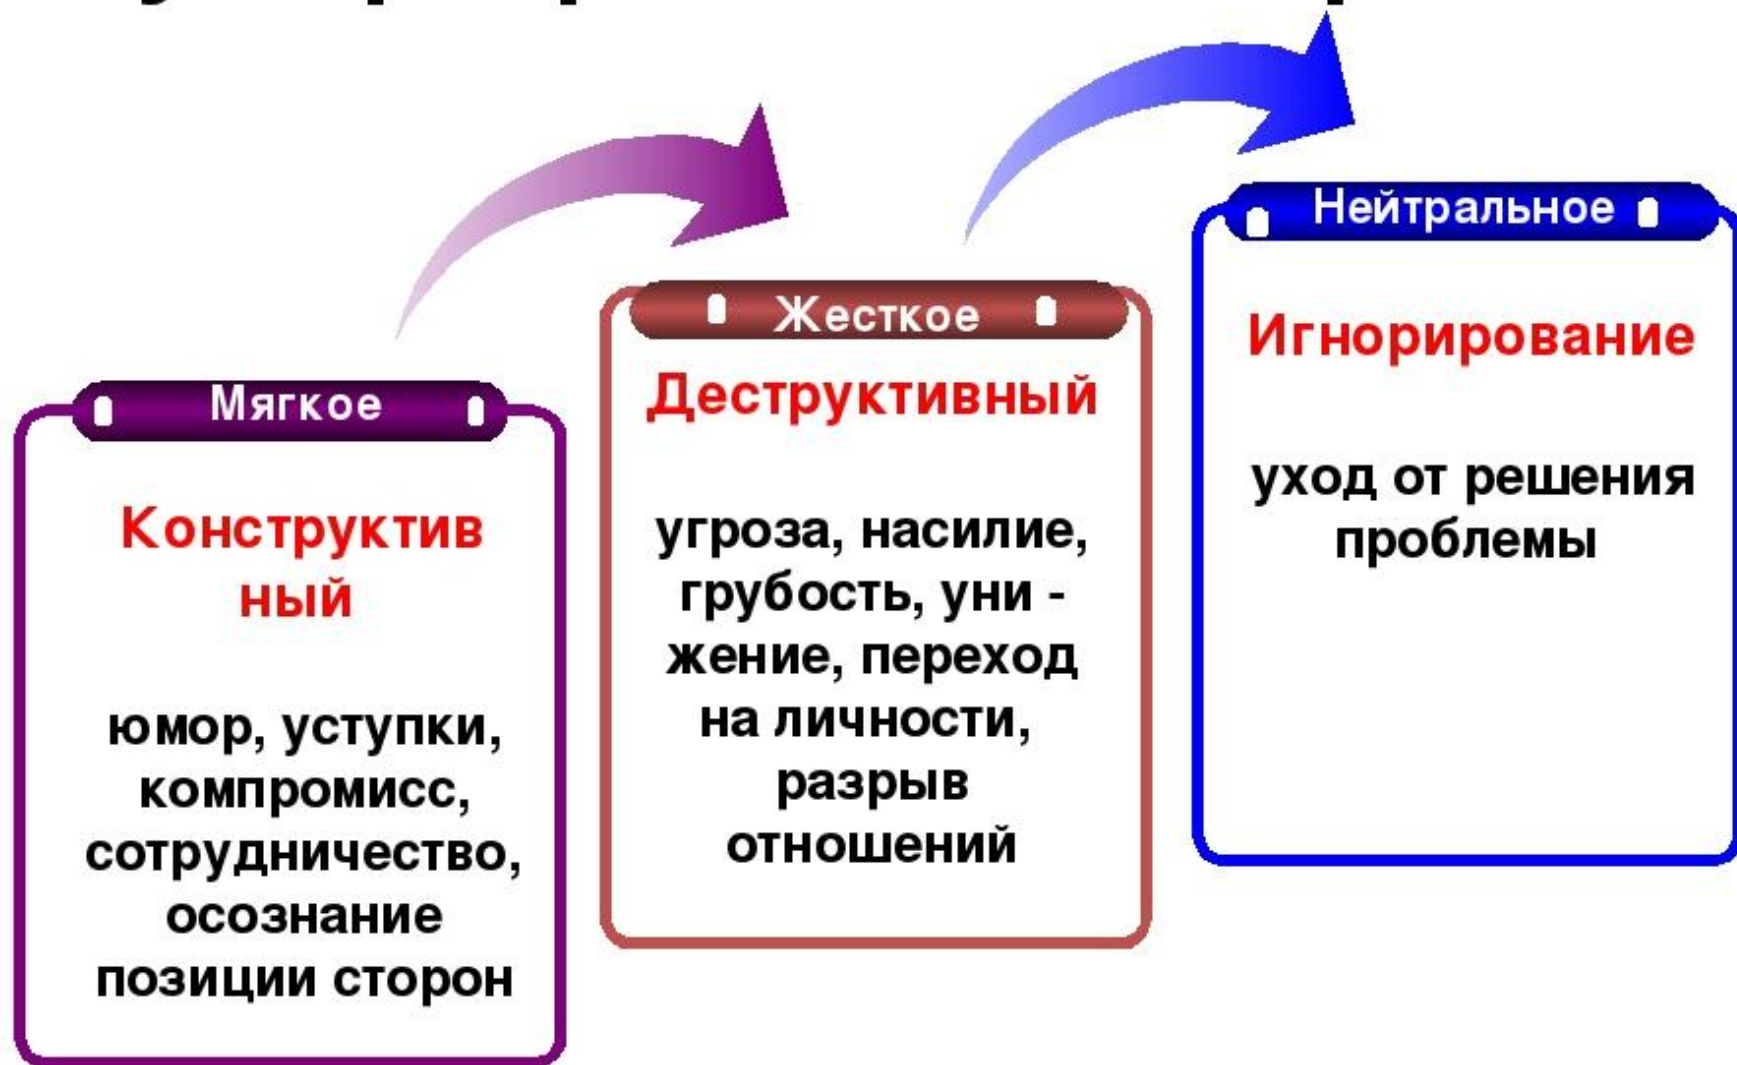 Мягкое
Конструктив
ный
юмор, уступки,
компромисс,
сотрудничество,
осознание
позиции сторон
Жесткое
Деструктивный
угроза, насилие,
грубость, уни -
жение, переход
на личности,
разрыв
отношений
Нейтральное
Игнорирование
уход от решения
проблемы